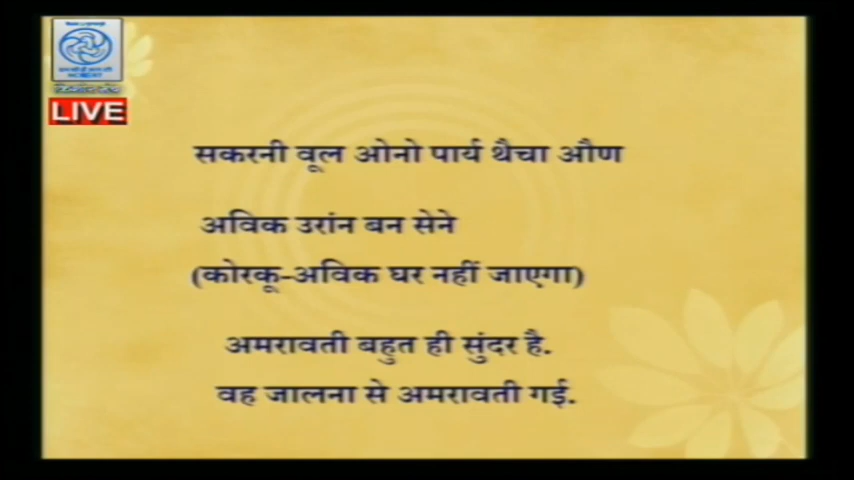 NCERT
LIVE
सकरनी वूल ओनो पार्य थैचा औण
अविक उरांन बन सेने
(कोरकू-अविक घर नहीं जाएगा)
अमरावती बहुत ही सुंदर है.
वह जालना से अमरावती गई.